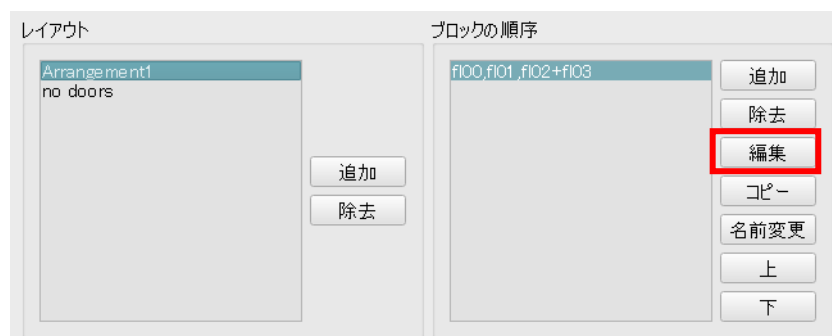 レイアウト
Arrangement1
no doors
追加
除去
ブロックの順序
fl00,fl01,fl02+fl03
追加
除去
編集
コピー
名前変更
上
下